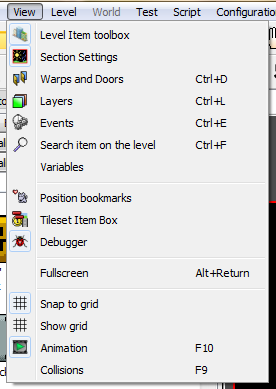 View Level World Test Script Configuratio
Level Item toolbox
Section Settings
Warps and Doors Ctrl+D
Layers Ctrl+L
Events Ctrl+E
Search item on the level Ctrl+F
Variables
Position bookmarks
Tileset Item Box
Debugger
Fullscreen Alt+Return
Snap to grid
Show grid
Animation F10
Collisions F9